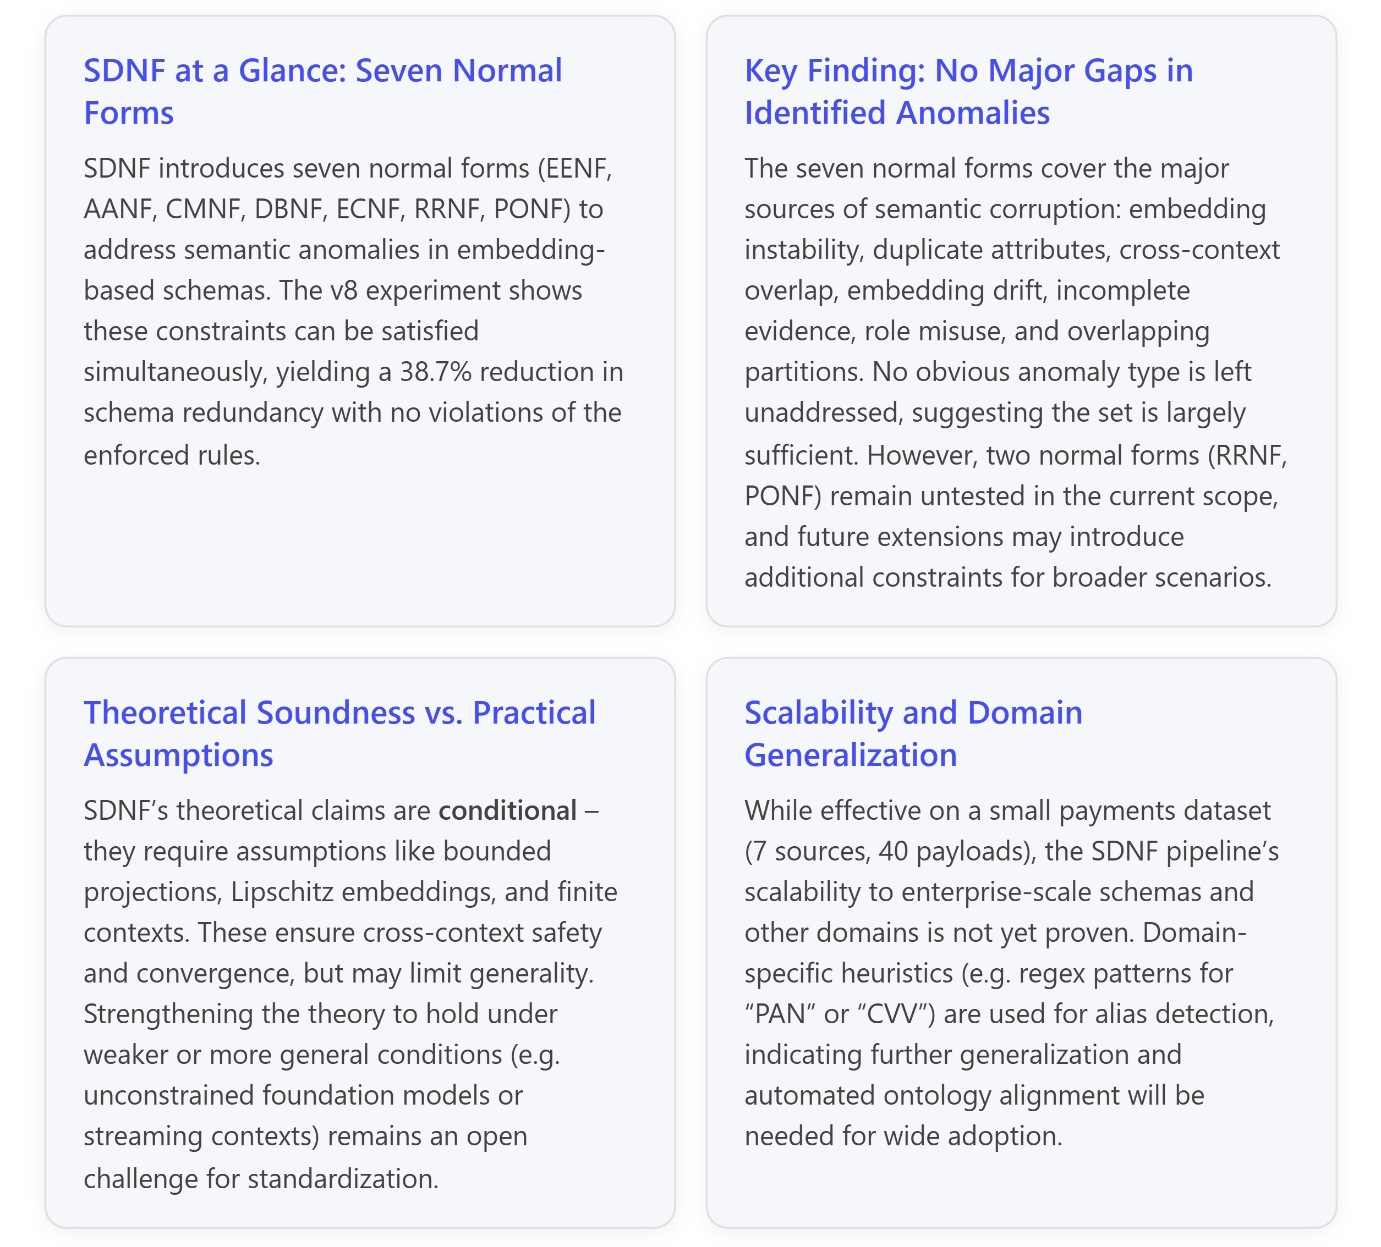 SDNF at a Glance: Seven Normal
Forms
SDNF introduces seven normal forms (EENF,
AANF, CMNF, DBNF, ECNF, RRNF, PONF) to
address semantic anomalies in embedding-
based schemas. The v8 experiment shows
these constraints can be satisfied
simultaneously, yielding a 38.7% reduction in
schema redundancy with no violations of the
enforced rules.
Key Finding: No Major Gaps in
Identified Anomalies
The seven normal forms cover the major
sources of semantic corruption: embedding
instability, duplicate attributes, cross-context
overlap, embedding drift, incomplete
evidence, role misuse, and overlapping
partitions. No obvious anomaly type is left
unaddressed, suggesting the set is largely
sufficient. However, two normal forms (RRNF,
PONF) remain untested in the current scope,
and future extensions may introduce
additional constraints for broader scenarios.
Theoretical Soundness vs. Practical
Assumptions
SDNF’s theoretical claims are conditional –
they require assumptions like bounded
projections, Lipschitz embeddings, and finite
contexts. These ensure cross-context safety
and convergence, but may limit generality.
Strengthening the theory to hold under
weaker or more general conditions (e.g.
unconstrained foundation models or
streaming contexts) remains an open
challenge for standardization.
Scalability and Domain
Generalization
While effective on a small payments dataset
(7 sources, 40 payloads), the SDNF pipeline’s
scalability to enterprise-scale schemas and
other domains is not yet proven. Domain-
specific heuristics (e.g. regex patterns for
“PAN” or “CVV”) are used for alias detection,
indicating further generalization and
automated ontology alignment will be
needed for wide adoption.